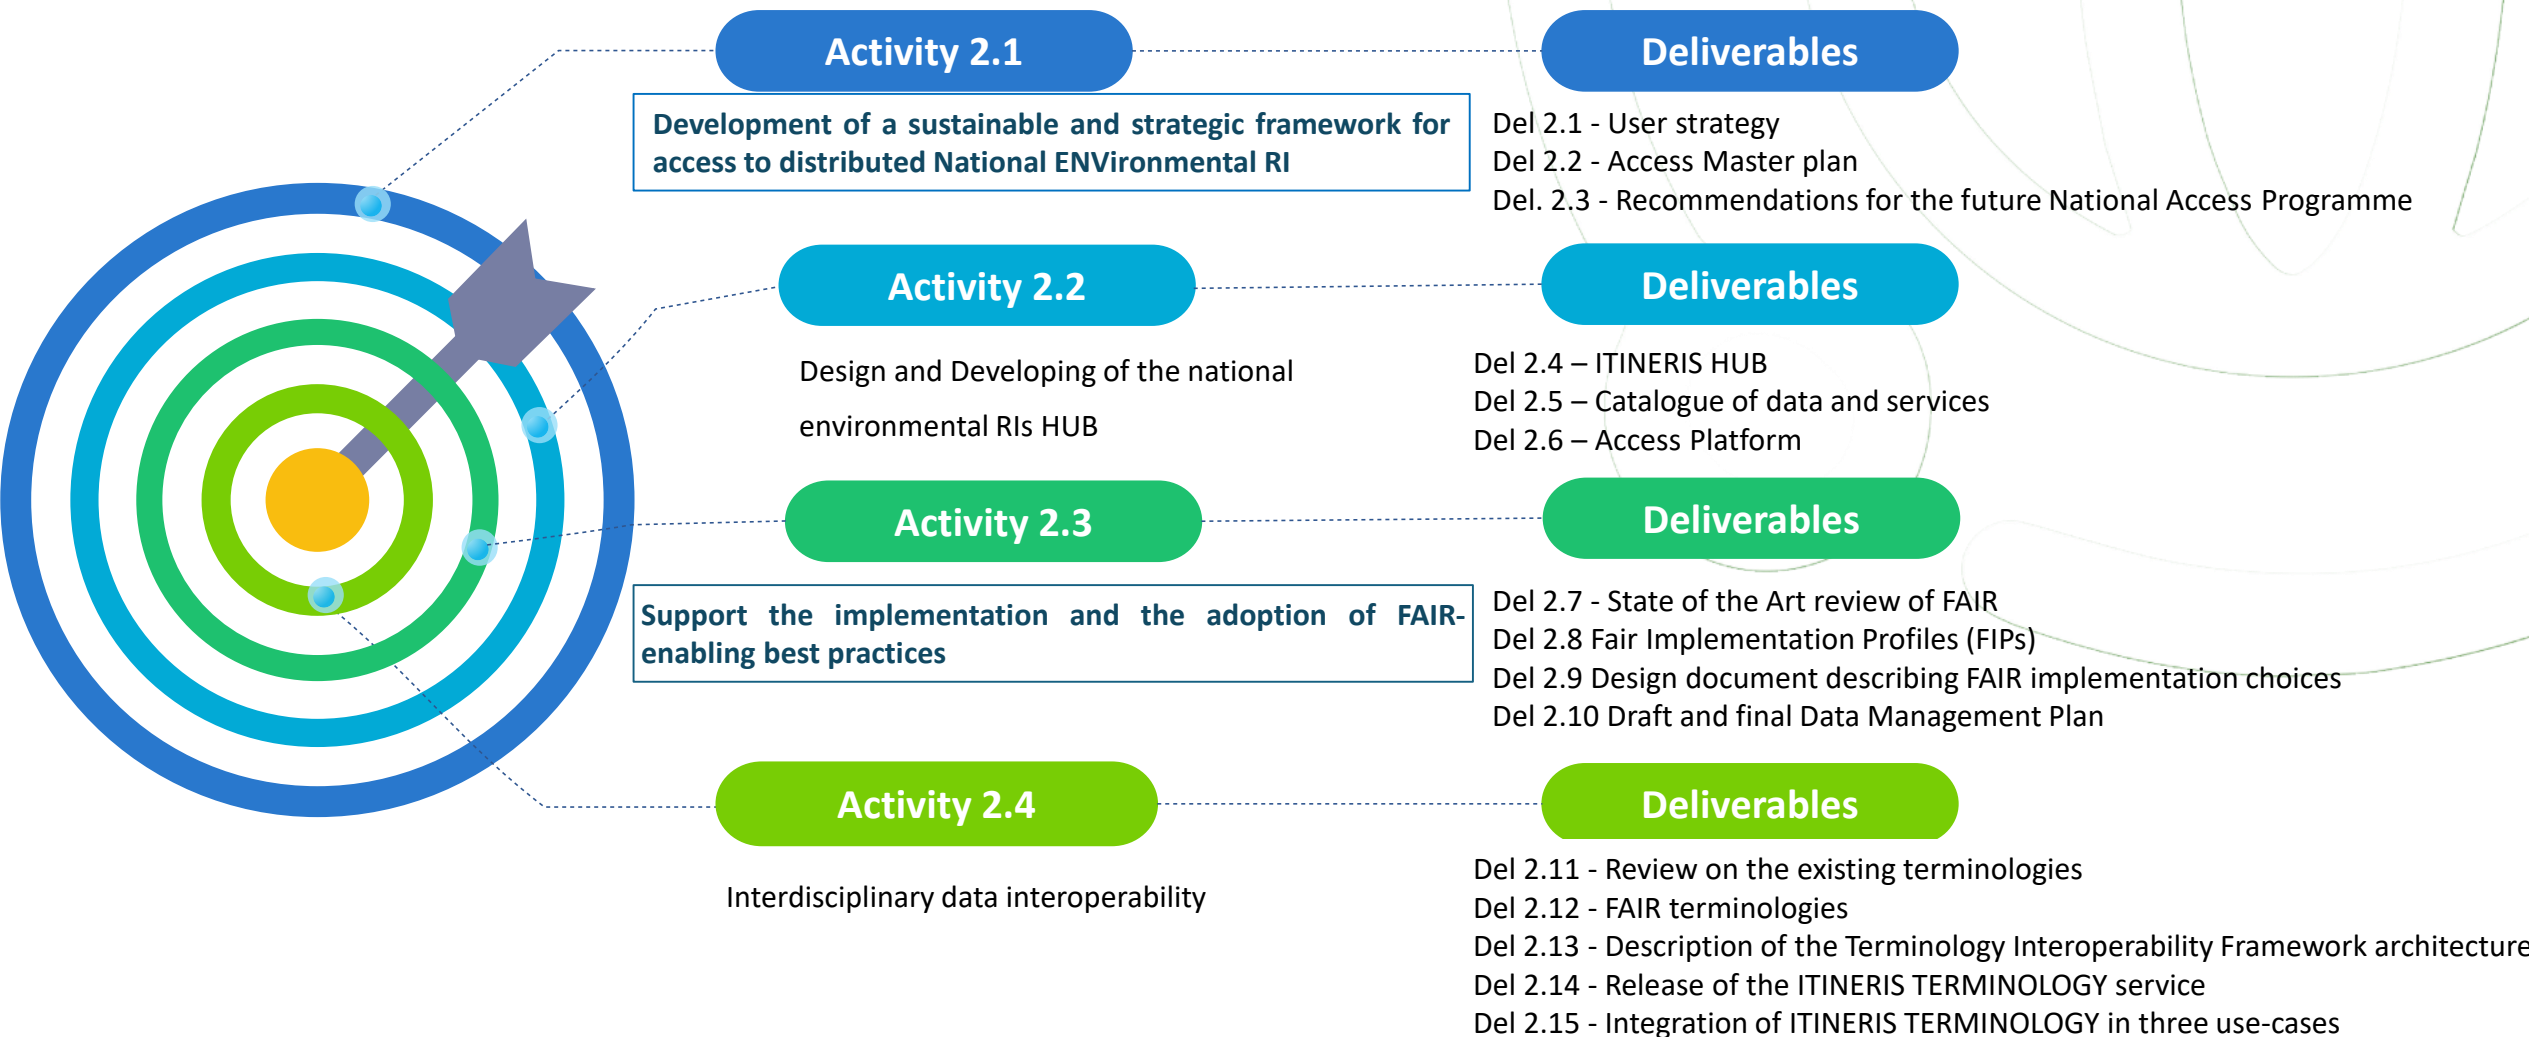 Activity 2.1
Deliverables
Development of a sustainable and strategic framework for
access to distributed National ENVironmental RI
Del 2.1 - User strategy
Del 2.2 - Access Master plan
Del. 2.3 - Recommendations for the future National Access Programme
Activity 2.2
Deliverables
Design and Developing of the national
environmental RIs HUB
Del 2.4 – ITINERIS HUB
Del 2.5 – Catalogue of data and services
Del 2.6 – Access Platform
Activity 2.3
Deliverables
Support the implementation and the adoption of FAIR-
enabling best practices
Del 2.7 - State of the Art review of FAIR
Del 2.8 Fair Implementation Profiles (FIPs)
Del 2.9 Design document describing FAIR implementation choices
Del 2.10 Draft and final Data Management Plan
Activity 2.4
Deliverables
Interdisciplinary data interoperability
Del 2.11 - Review on the existing terminologies
Del 2.12 - FAIR terminologies
Del 2.13 - Description of the Terminology Interoperability Framework architecture
Del 2.14 - Release of the ITINERIS TERMINOLOGY service
Del 2.15 - Integration of ITINERIS TERMINOLOGY in three use-cases